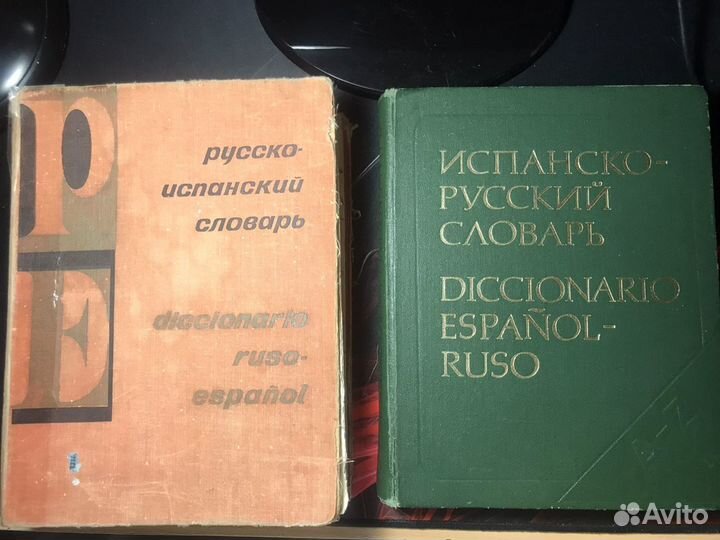 Р
Е
русско-
испанский
словарь
diccionario
ruso-
español
ИСПАНСКО-
РУССКИЙ
СЛОВАРЬ
DICCIONARIO
ESPAÑOL-
RUSO
A-Z
Avito